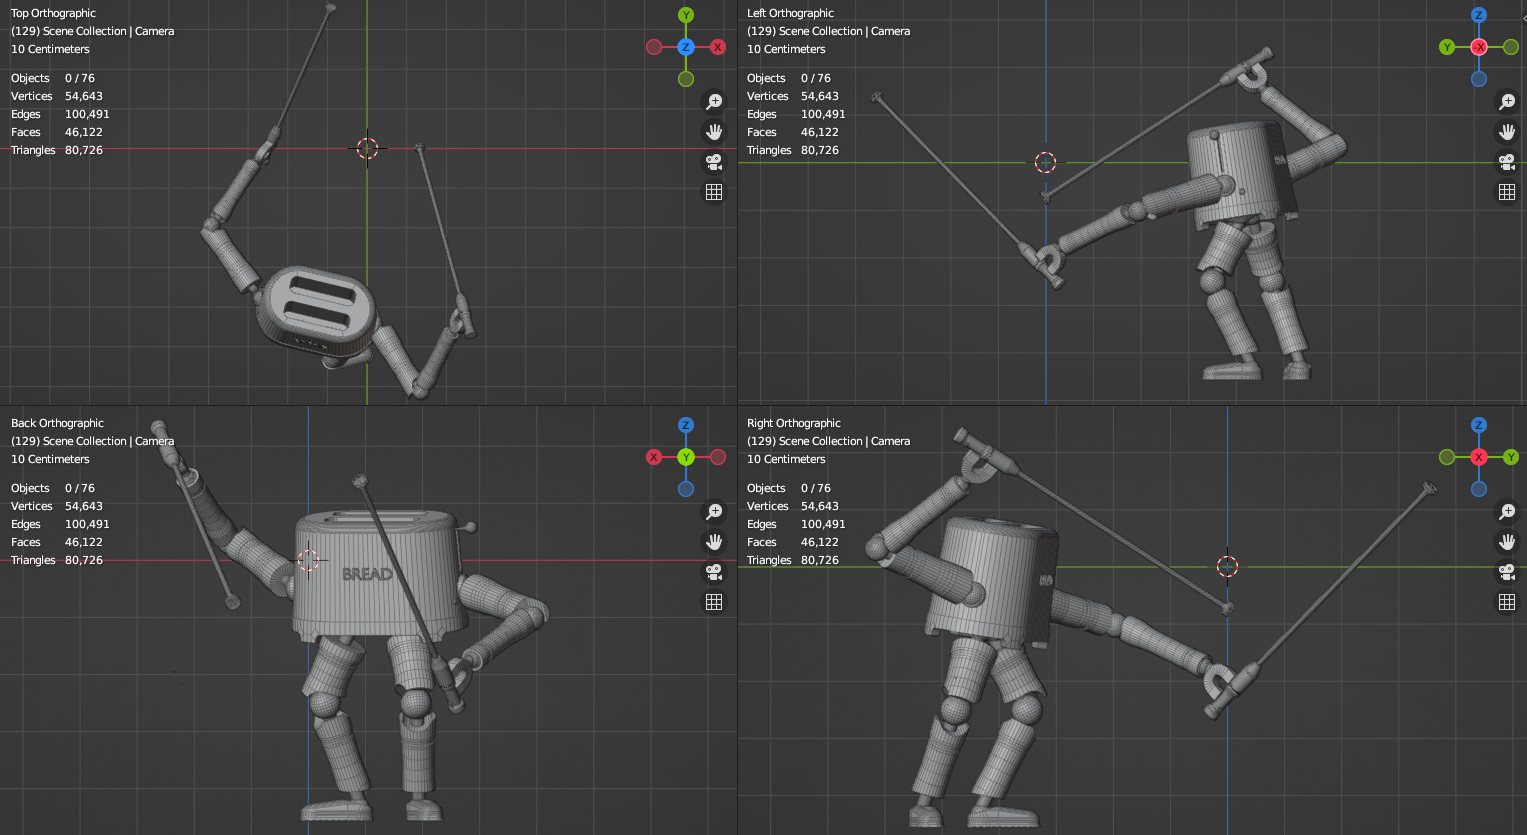 Top Orthographic
(129) Scene Collection | Camera
10 Centimeters
Objects 0 / 76
Vertices 54,643
Edges 100,491
Faces 46,122
Triangles 80,726
Y
Z
X
Left Orthographic
(129) Scene Collection | Camera
10 Centimeters
Objects 0 / 76
Vertices 54,643
Edges 100,491
Faces 46,122
Triangles 80,726
Z
Y
-X
Back Orthographic
(129) Scene Collection | Camera
10 Centimeters
Objects 0 / 76
Vertices 54,643
Edges 100,491
Faces 46,122
Triangles 80,726
Z
X
Y
BREAD
Right Orthographic
(129) Scene Collection | Camera
10 Centimeters
Objects 0 / 76
Vertices 54,643
Edges 100,491
Faces 46,122
Triangles 80,726
Z
X
Y